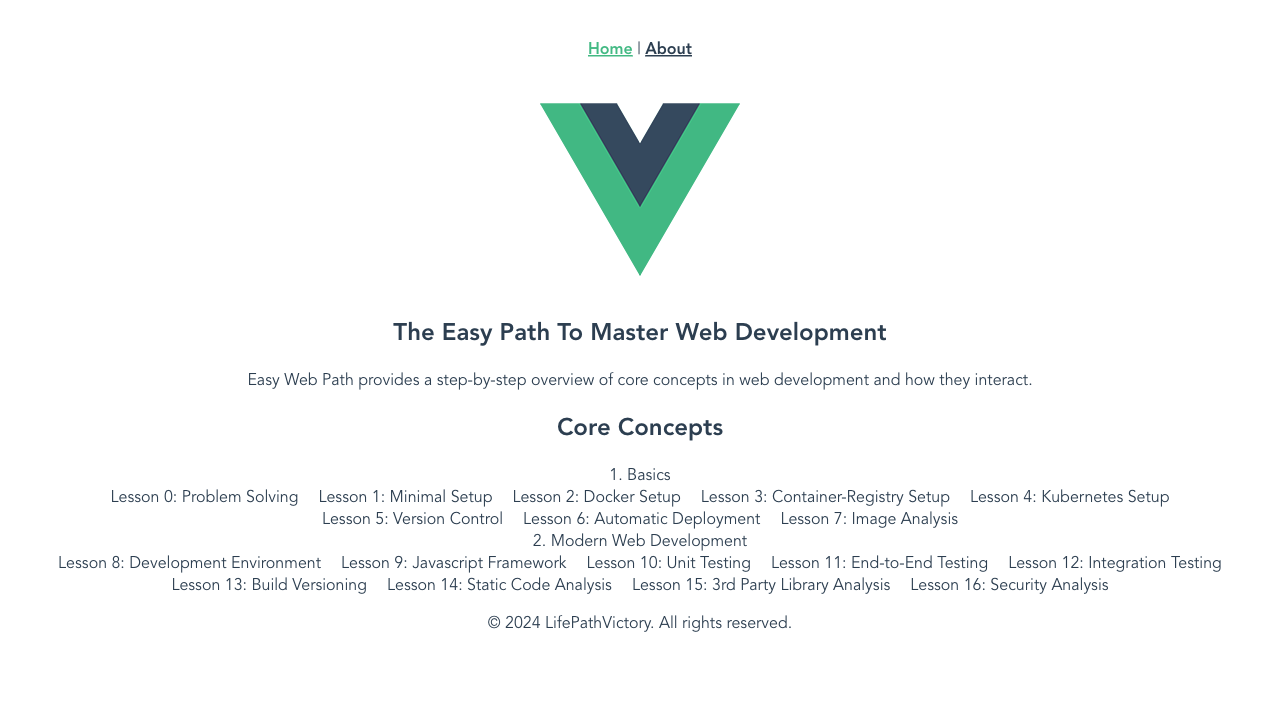 Home | About
The Easy Path To Master Web Development
Easy Web Path provides a step-by-step overview of core concepts in web development and how they interact.
Core Concepts
1. Basics
Lesson 0: Problem Solving Lesson 1: Minimal Setup Lesson 2: Docker Setup Lesson 3: Container-Registry Setup Lesson 4: Kubernetes Setup
Lesson 5: Version Control Lesson 6: Automatic Deployment Lesson 7: Image Analysis
2. Modern Web Development
Lesson 8: Development Environment Lesson 9: Javascript Framework Lesson 10: Unit Testing Lesson 11: End-to-End Testing Lesson 12: Integration Testing
Lesson 13: Build Versioning Lesson 14: Static Code Analysis Lesson 15: 3rd Party Library Analysis Lesson 16: Security Analysis
© 2024 LifePathVictory. All rights reserved.